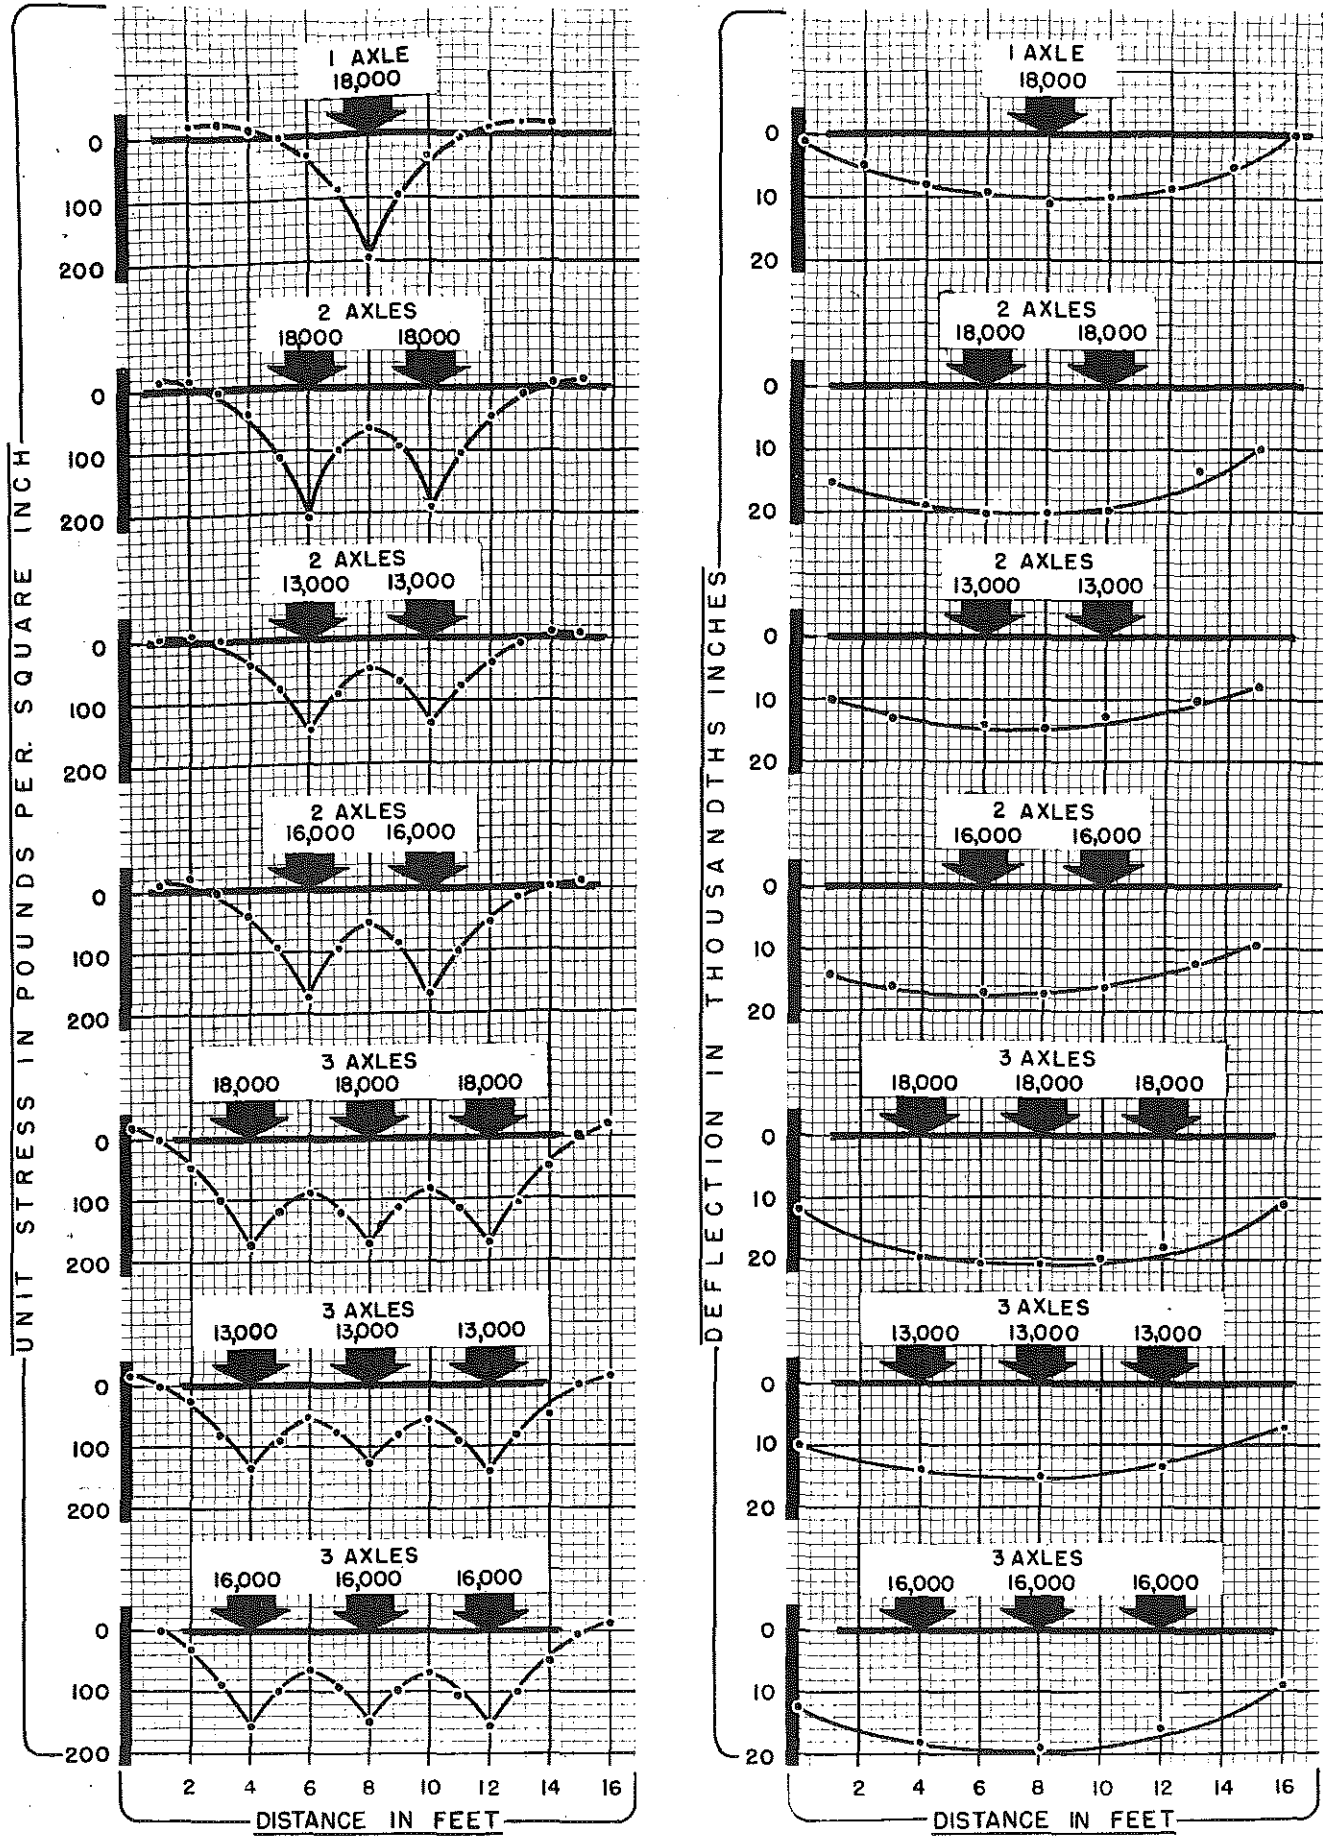 UNIT STRESS IN POUNDS PER. SQUARE INCH
1 AXLE
18,000
0
100
200
2 AXLES
18,000 18,000
0
100
200
2 AXLES
13,000 13,000
0
100
200
2 AXLES
16,000 16,000
0
100
200
3 AXLES
18,000 18,000 18,000
0
100
200
3 AXLES
13,000 13,000 13,000
0
100
200
3 AXLES
16,000 16,000 16,000
0
100
200
0 2 4 6 8 10 12 14 16
DISTANCE IN FEET
DEFLECTION IN THOUSANDTHS INCHES
1 AXLE
18,000
0
10
20
2 AXLES
18,000 18,000
0
10
20
2 AXLES
13,000 13,000
0
10
20
2 AXLES
16,000 16,000
0
10
20
3 AXLES
18,000 18,000 18,000
0
10
20
3 AXLES
13,000 13,000 13,000
0
10
20
3 AXLES
16,000 16,000 16,000
0
10
20
0 2 4 6 8 10 12 14 16
DISTANCE IN FEET